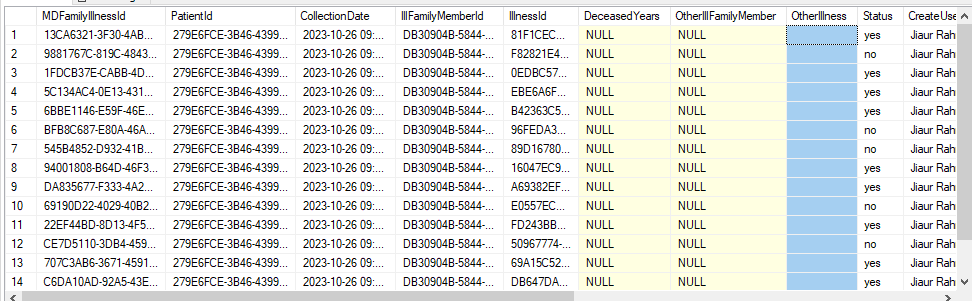 MDFamilyIllnessId PatientId CollectionDate IllFamilyMemberId IllnessId DeceasedYears OtherIllFamilyMember OtherIllness Status CreateUse
1 13CA6321-3F30-4AB... 279E6FCE-3B46-4399... 2023-10-26 09:... DB30904B-5844-... 81F1CEC... NULL NULL yes Jiaur Rah
2 9881767C-819C-4843... 279E6FCE-3B46-4399... 2023-10-26 09:... DB30904B-5844-... F82821E4... NULL NULL no Jiaur Rah
3 1FDCB37E-CABB-4D... 279E6FCE-3B46-4399... 2023-10-26 09:... DB30904B-5844-... 0EDBC57... NULL NULL yes Jiaur Rah
4 5C134AC4-0E13-431... 279E6FCE-3B46-4399... 2023-10-26 09:... DB30904B-5844-... EBE6A6F... NULL NULL yes Jiaur Rah
5 6BBE1146-E59F-46E... 279E6FCE-3B46-4399... 2023-10-26 09:... DB30904B-5844-... B42363C5... NULL NULL yes Jiaur Rah
6 BFB8C687-E80A-46A... 279E6FCE-3B46-4399... 2023-10-26 09:... DB30904B-5844-... 96FEDA3... NULL NULL no Jiaur Rah
7 545B4852-D932-41B... 279E6FCE-3B46-4399... 2023-10-26 09:... DB30904B-5844-... 89D16780... NULL NULL no Jiaur Rah
8 94001808-B64D-46F3... 279E6FCE-3B46-4399... 2023-10-26 09:... DB30904B-5844-... 16047EC9... NULL NULL yes Jiaur Rah
9 DA835677-F333-4A2... 279E6FCE-3B46-4399... 2023-10-26 09:... DB30904B-5844-... A69382EF... NULL NULL yes Jiaur Rah
10 69190D22-4029-40B2... 279E6FCE-3B46-4399... 2023-10-26 09:... DB30904B-5844-... E0557EC... NULL NULL no Jiaur Rah
11 22EF44BD-8D13-4F5... 279E6FCE-3B46-4399... 2023-10-26 09:... DB30904B-5844-... FD243BB... NULL NULL yes Jiaur Rah
12 CE7D5110-3DB4-459... 279E6FCE-3B46-4399... 2023-10-26 09:... DB30904B-5844-... 50967774-... NULL NULL no Jiaur Rah
13 707C3AB6-3671-4591... 279E6FCE-3B46-4399... 2023-10-26 09:... DB30904B-5844-... 69A15C52... NULL NULL yes Jiaur Rah
14 C6DA10AD-92A5-43E... 279E6FCE-3B46-4399... 2023-10-26 09:... DB30904B-5844-... DB647DA... NULL NULL yes Jiaur Rah